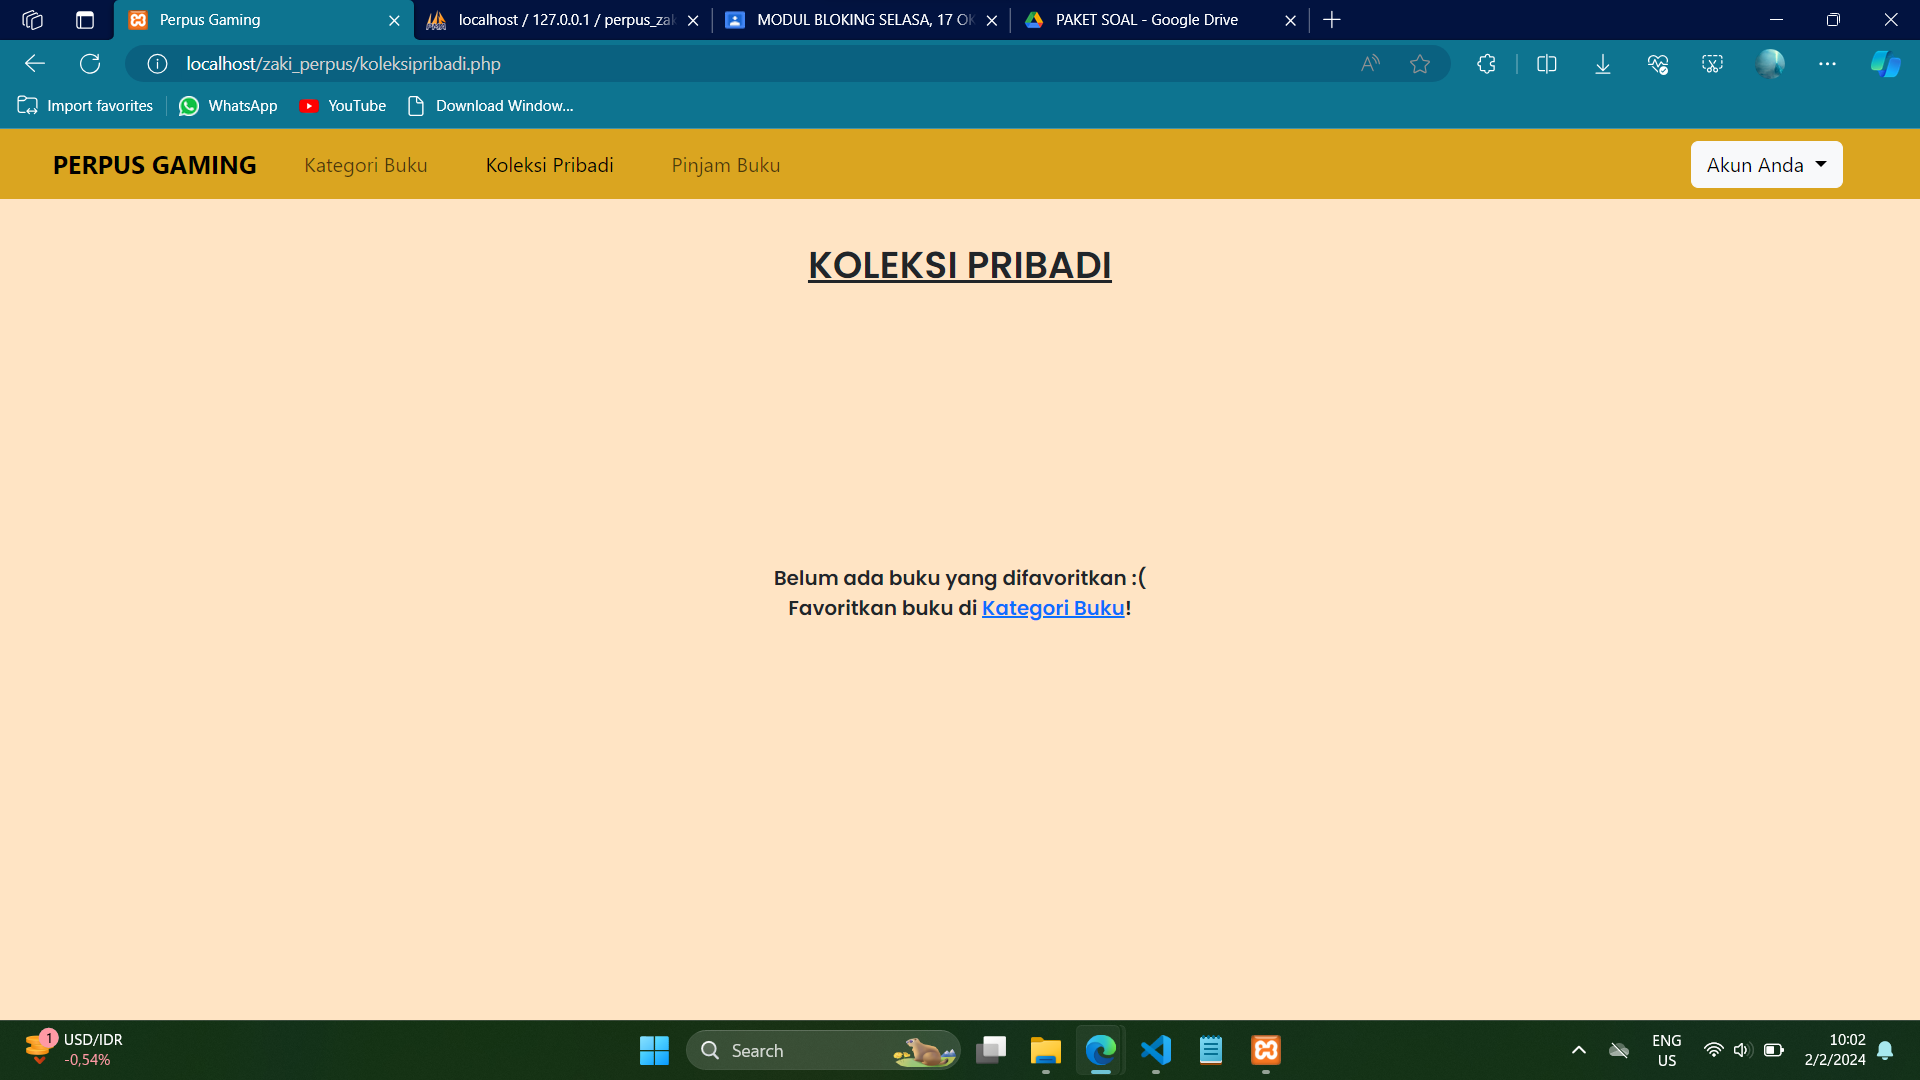 Perpus Gaming
localhost / 127.0.0.1 / perpus_zak
MODUL BLOKING SELASA, 17 OK
PAKET SOAL - Google Drive
localhost/zaki_perpus/koleksipribadi.php
Import favorites
WhatsApp
YouTube
Download Window...
PERPUS GAMING
Kategori Buku
Koleksi Pribadi
Pinjam Buku
Akun Anda
KOLEKSI PRIBADI
Belum ada buku yang difavoritkan :(
Favoritkan buku di Kategori Buku!
1
USD/IDR
-0,54%
Search
ENG
US
10:02
2/2/2024